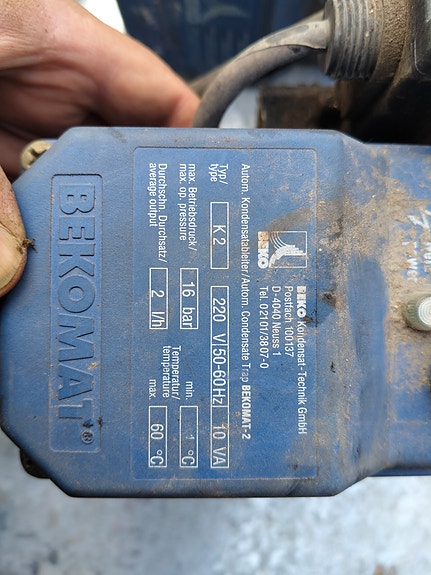 BEKO
BEKO Kondensat-Technik GmbH
Postfach 100137
D-4040 Neuss 1
Tel. 02101/3807-0
Autom. Kondensatableiter/Autom. Condensate Trap BEKOMAT-2
Typ/
type
K2
220 V
50-60Hz
10 VA
max. Betriebsdruck/
max. op. pressure
16 bar
Temperatur/
temperature
min.
1 °C
Durchschn. Durchsatz/
average output
2 l/h
max.
60 °C
BEKOMAT®